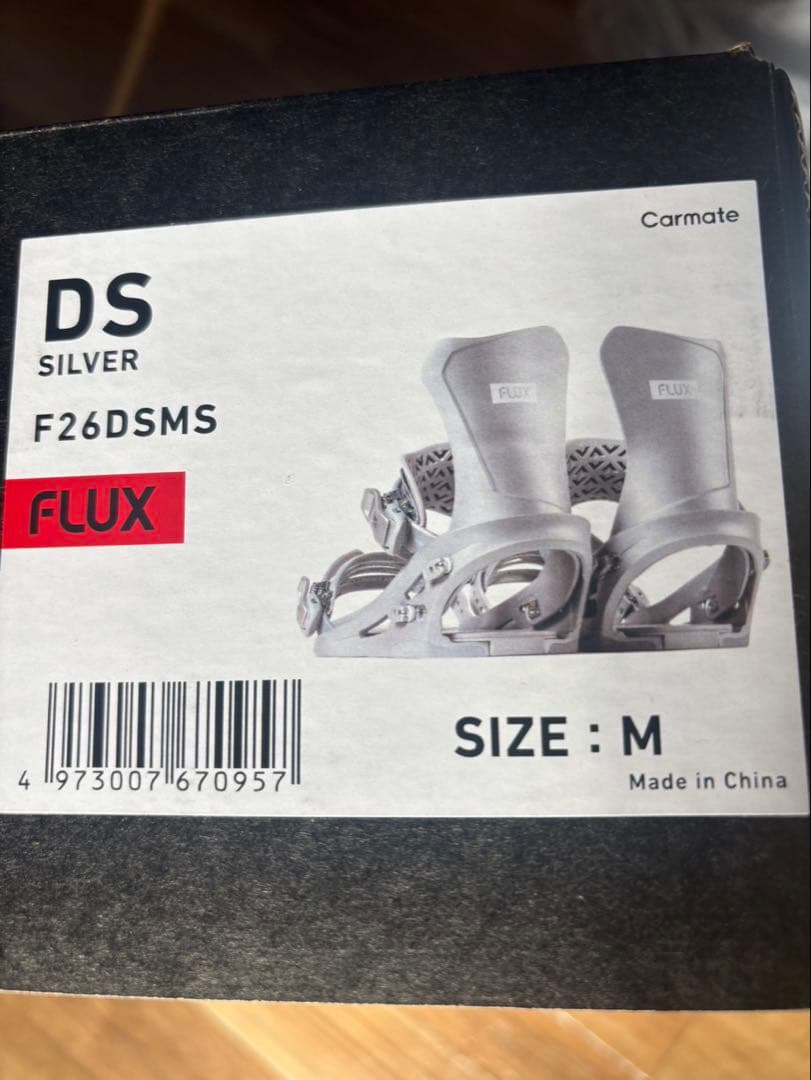 Carmate
DS
SILVER
F26DSMS
FLUX
FLUX
FLUX
SIZE : M
Made in China
4 973007 670957